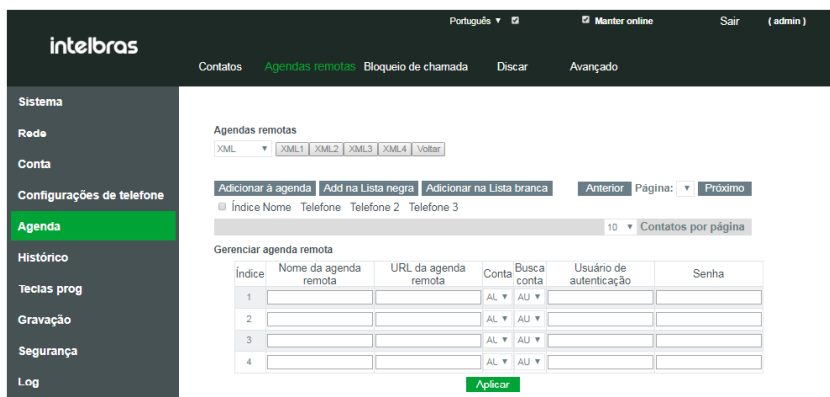 Português
Manter online
Sair
( admin )
intelbras
Contatos
Agendas remotas
Bloqueio de chamada
Discar
Avançado
Sistema
Rede
Conta
Configurações de telefone
Agenda
Histórico
Teclas prog
Gravação
Segurança
Log
Agendas remotas
XML
XML1
XML2
XML3
XML4
Voltar
Adicionar à agenda
Add na Lista negra
Adicionar na Lista branca
Anterior
Página:
Próximo
Índice Nome Telefone Telefone 2 Telefone 3
10
Contatos por página
Gerenciar agenda remota
Índice
Nome da agenda remota
URL da agenda remota
Conta
Busca conta
Usuário de autenticação
Senha
1 AU AU
2 AU AU
3 AU AU
4 AU AU
Aplicar